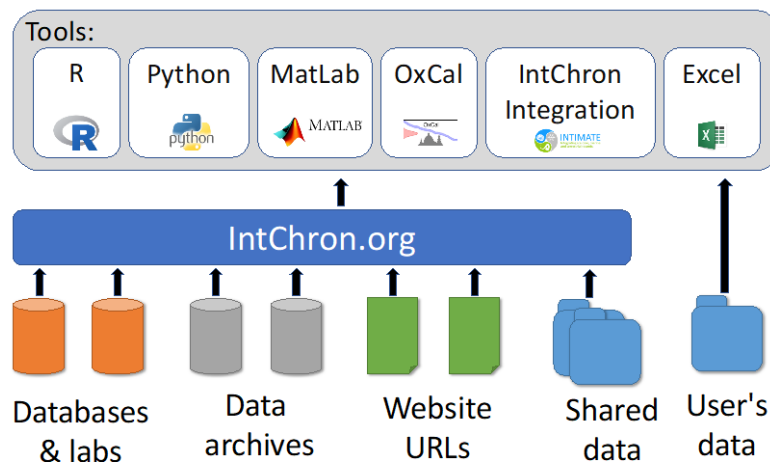 Tools:
R
Python
MatLab
OxCal
IntChron
Integration
Excel
R
python
MATLAB
OxCal
INTIMATE
X
IntChron.org
Databases
& labs
Data
archives
Website
URLs
Shared
data
User's
data